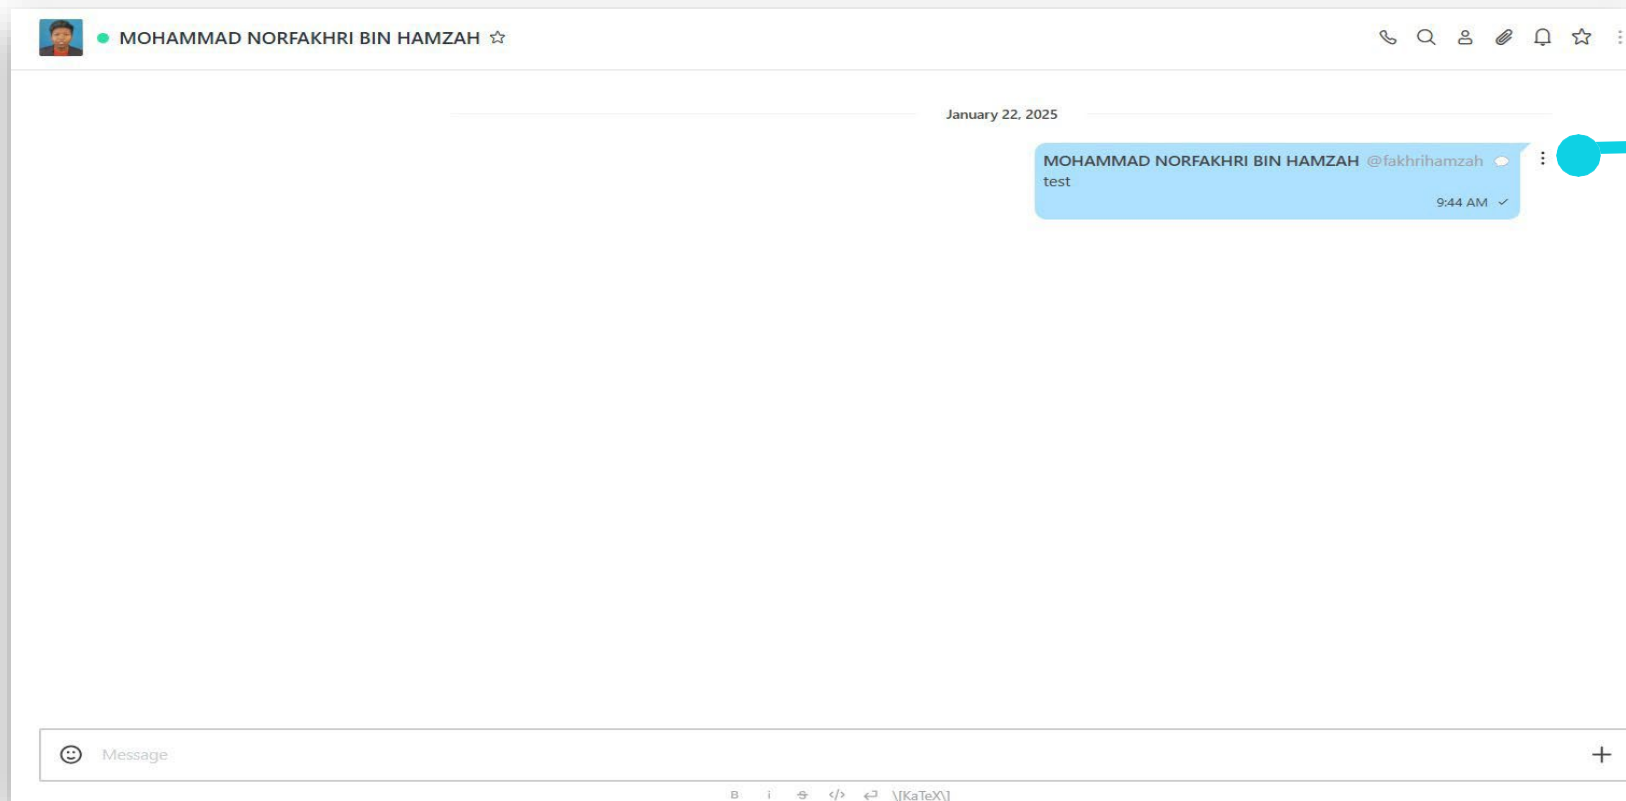 MOHAMMAD NORFAKHRI BIN HAMZAH
January 22, 2025
MOHAMMAD NORFAKHRI BIN HAMZAH @fakhrihamzah
test
9:44 AM
Message
B i S </> \[KaTeX\]